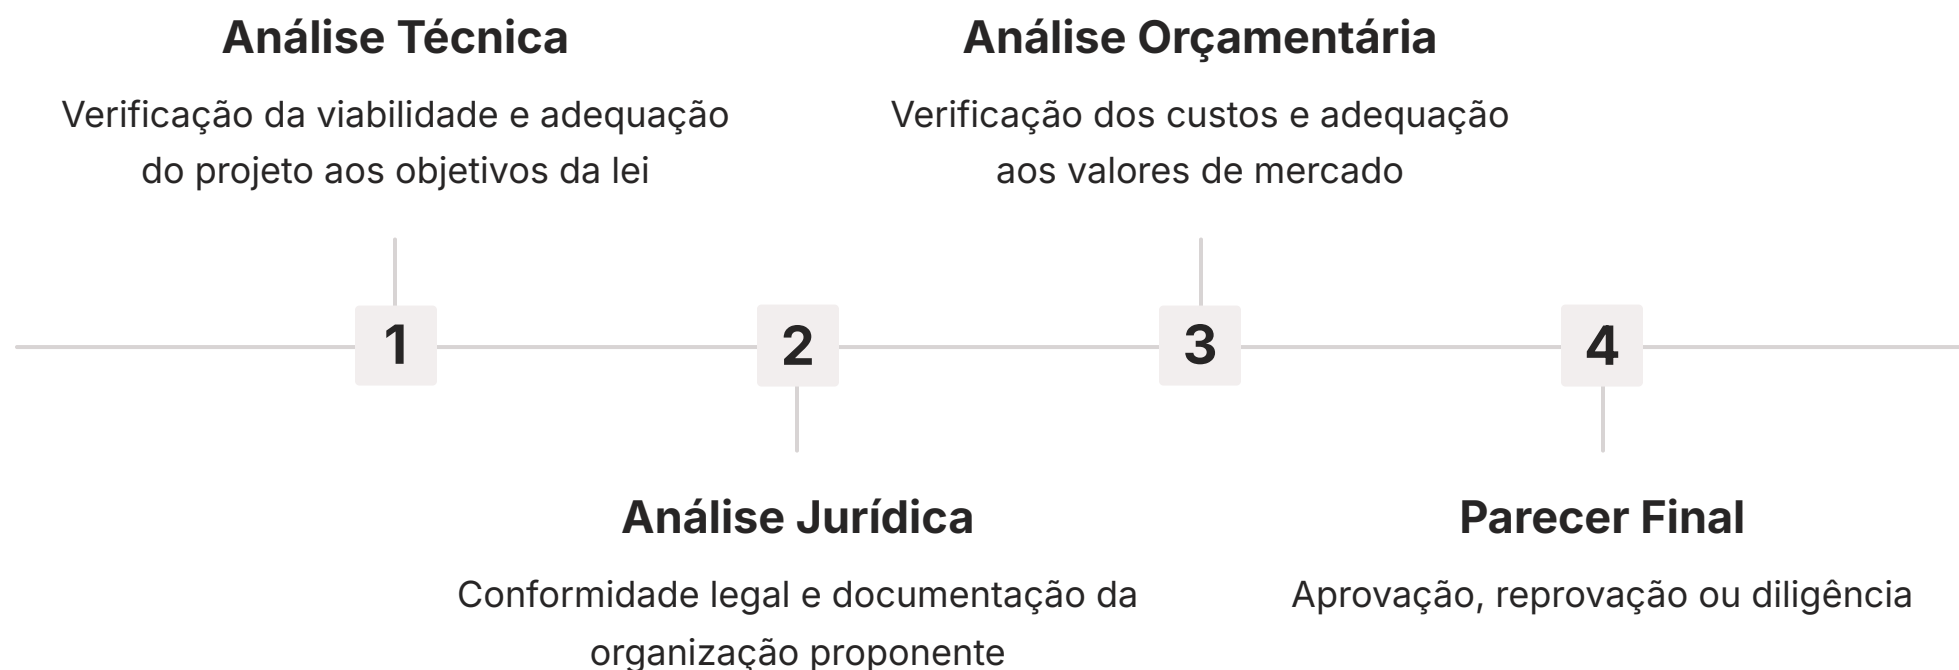 Análise Técnica
Verificação da viabilidade e adequação
do projeto aos objetivos da lei
Análise Orçamentária
Verificação dos custos e adequação
aos valores de mercado
1
2
3
4
Análise Jurídica
Conformidade legal e documentação da
organização proponente
Parecer Final
Aprovação, reprovação ou diligência